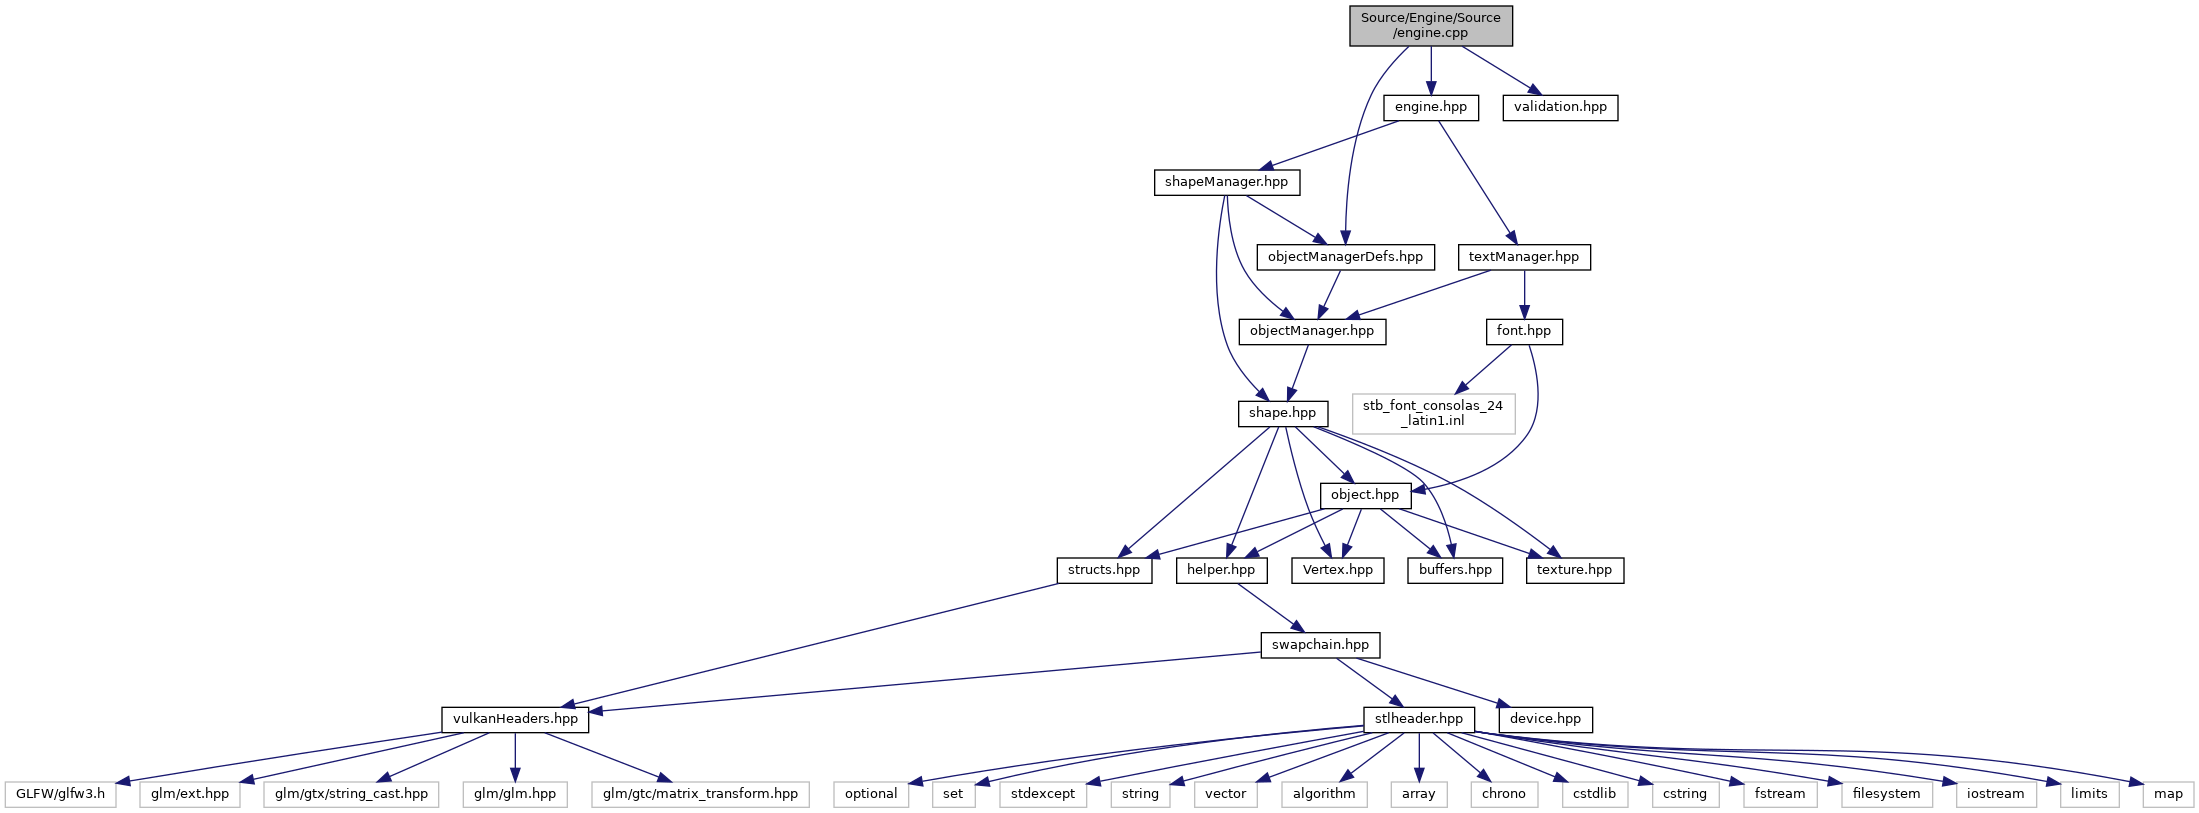 Source/Engine/Source
/engine.cpp
engine.hpp
validation.hpp
shapeManager.hpp
objectManagerDefs.hpp
textManager.hpp
objectManager.hpp
font.hpp
stb_font_consolas_24
_latin1.inl
shape.hpp
object.hpp
structs.hpp
helper.hpp
Vertex.hpp
buffers.hpp
texture.hpp
swapchain.hpp
vulkanHeaders.hpp
stlheader.hpp
device.hpp
GLFW/glfw3.h
glm/ext.hpp
glm/gtx/string_cast.hpp
glm/glm.hpp
glm/gtc/matrix_transform.hpp
optional
set
stdexcept
string
vector
algorithm
array
chrono
cstdlib
cstring
fstream
filesystem
iostream
limits
map